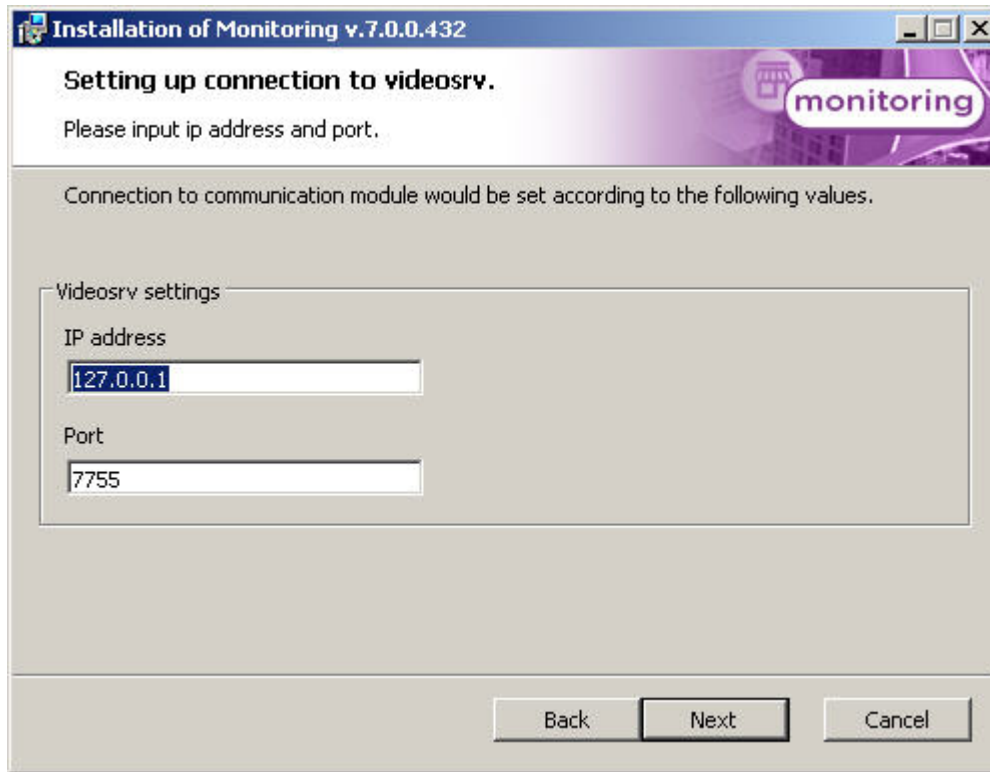 Installation of Monitoring v.7.0.0.432
Setting up connection to videosrv.
Please input ip address and port.
monitoring
Connection to communication module would be set according to the following values.
Videosrv settings
IP address
127.0.0.1
Port
7755
Back Next Cancel